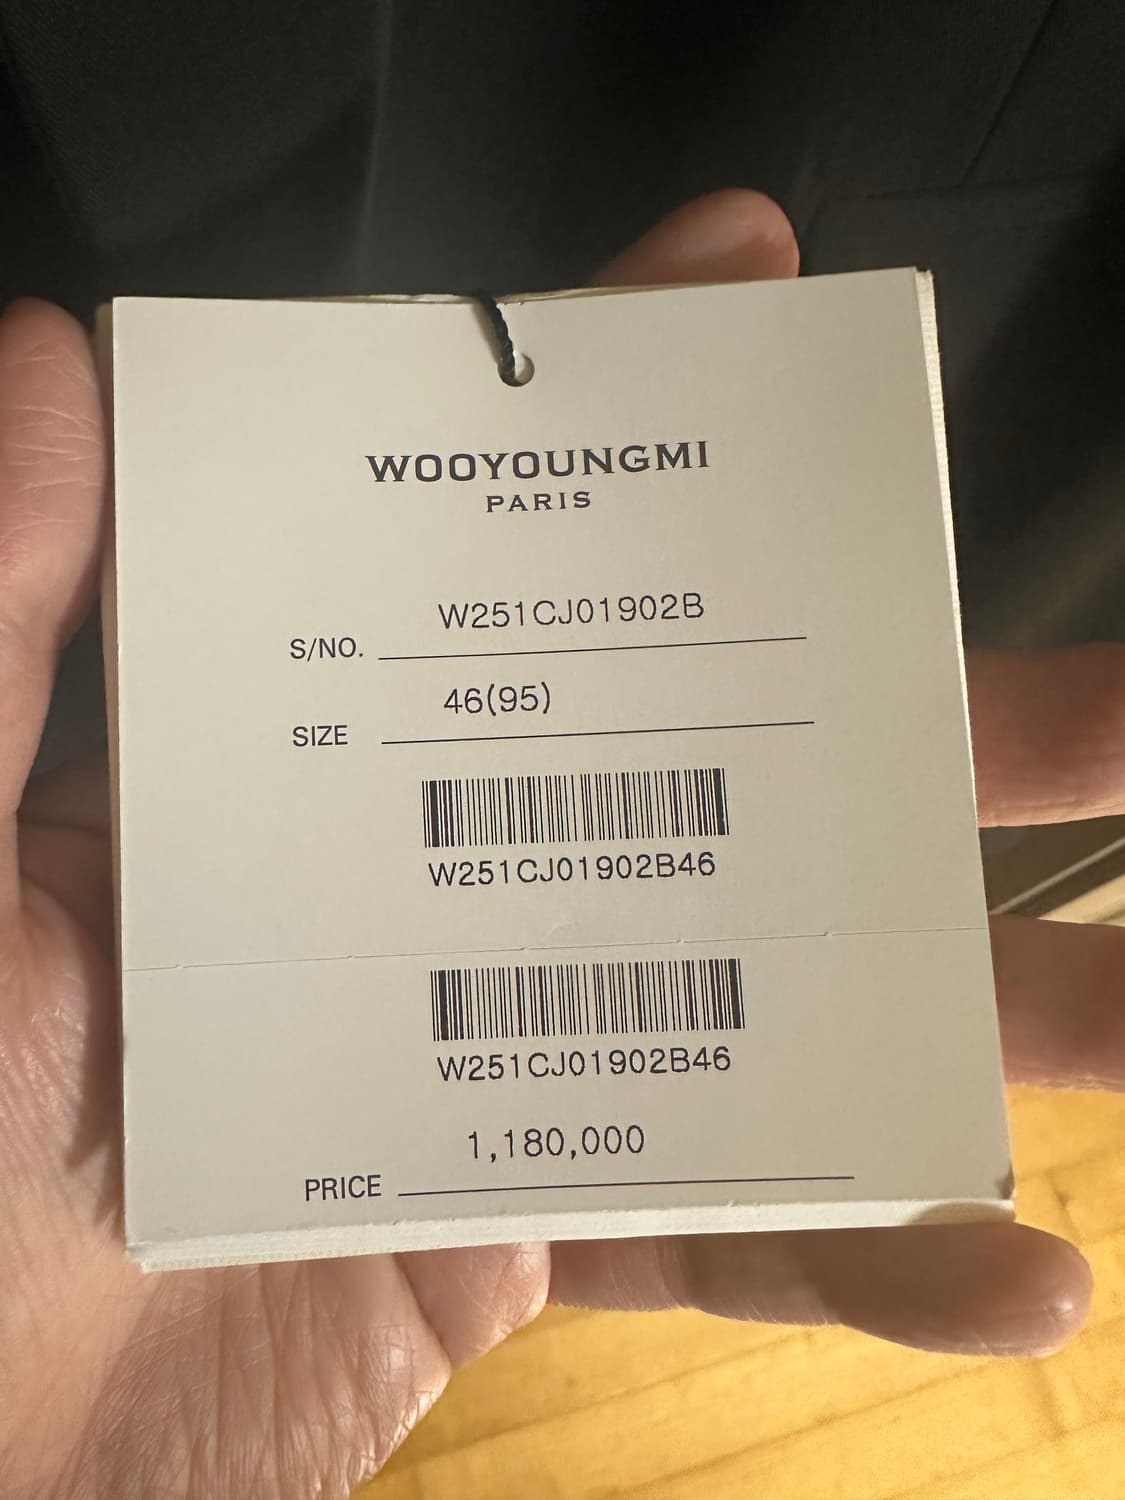 WOOYOUNGMI
PARIS
S/NO. W251CJ01902B
SIZE 46(95)
W251CJ01902B46
W251CJ01902B46
PRICE 1,180,000